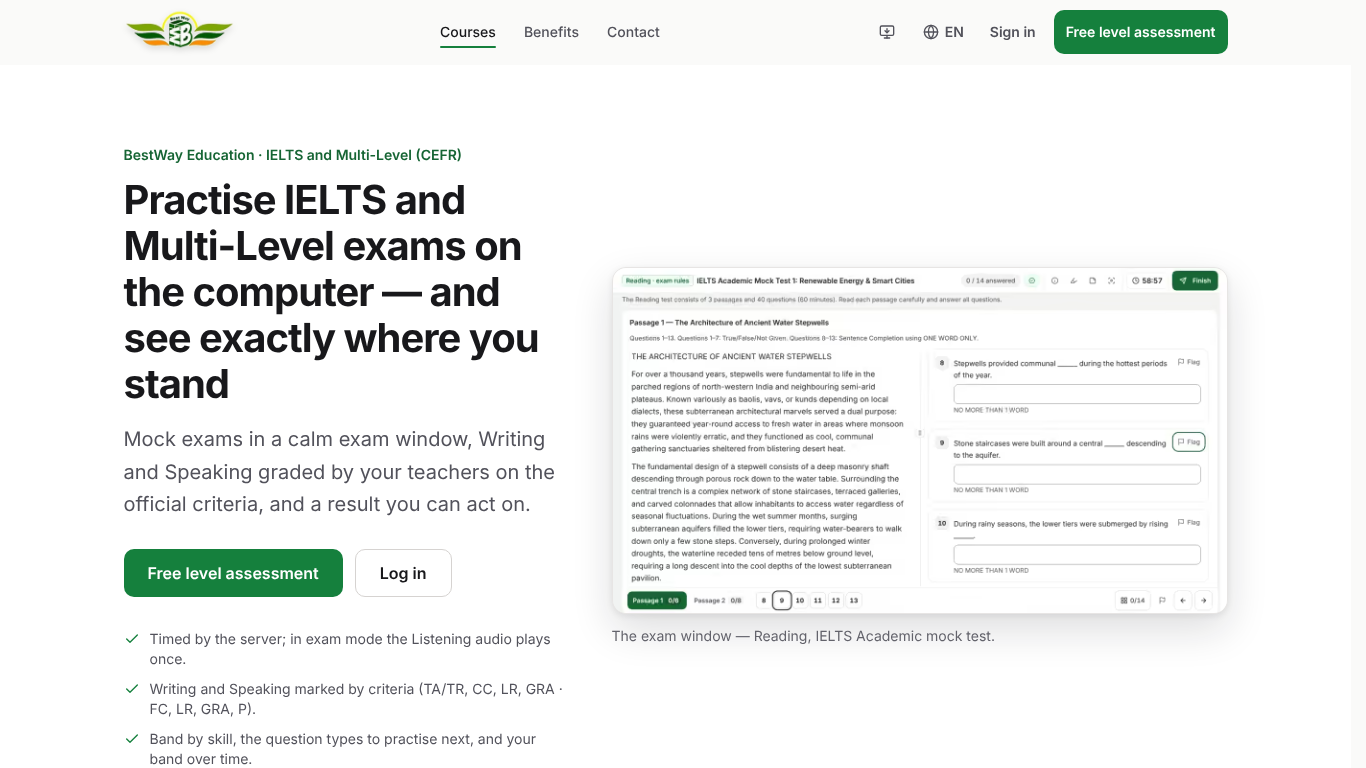 Best Way
Courses
Benefits
Contact
EN
Sign in
Free level assessment
BestWay Education · IELTS and Multi-Level (CEFR)
Practise IELTS and
Multi-Level exams on
the computer — and
see exactly where you
stand
Mock exams in a calm exam window, Writing
and Speaking graded by your teachers on the
official criteria, and a result you can act on.
Free level assessment
Log in
Timed by the server; in exam mode the Listening audio plays
once.
Writing and Speaking marked by criteria (TA/TR, CC, LR, GRA ·
FC, LR, GRA, P).
Band by skill, the question types to practise next, and your
band over time.
Reading · exam rules
IELTS Academic Mock Test 1: Renewable Energy & Smart Cities
0 / 14 answered
58:57
Finish
The Reading test consists of 3 passages and 40 questions (60 minutes). Read each passage carefully and answer all questions.
Passage 1 — The Architecture of Ancient Water Stepwells
Questions 1–13. Questions 1–7: True/False/Not Given. Questions 8–13: Sentence Completion using ONE WORD ONLY.
THE ARCHITECTURE OF ANCIENT WATER STEPWELLS
For over a thousand years, stepwells were fundamental to life in the
parched regions of north-western India and neighbouring semi-arid
plateaus. Known variously as baolis, vavs, or kunds depending on local
dialects, these subterranean architectural marvels served a dual purpose:
they guaranteed year-round access to fresh water in areas where monsoon
rains were violently erratic, and they functioned as cool, communal
gathering sanctuaries sheltered from blistering desert heat.
The fundamental design of a stepwell consists of a deep masonry shaft
descending through porous rock down to the water table. Surrounding the
central trench is a complex network of stone staircases, terraced galleries,
and carved colonnades that allow inhabitants to access water regardless of
seasonal fluctuations. During the wet summer months, surging
subterranean aquifers filled the lower tiers, requiring water-bearers to walk
down only a few stone steps. Conversely, during prolonged winter
droughts, the waterline receded tens of metres below ground level,
requiring a long descent into the cool depths of the lowest subterranean
pavilion.
8 Stepwells provided communal _____ during the hottest periods
of the year.
Flag
NO MORE THAN 1 WORD
9 Stone staircases were built around a central _____ descending
to the aquifer.
Flag
NO MORE THAN 1 WORD
10 During rainy seasons, the lower tiers were submerged by rising
_____.
Flag
NO MORE THAN 1 WORD
Passage 1 0/6
Passage 2 0/8
8 9 10 11 12 13
0/14
The exam window — Reading, IELTS Academic mock test.